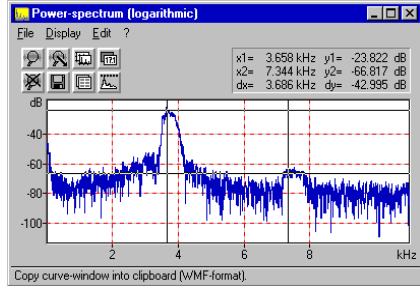 Power-spectrum (logarithmic)
File Display Edit ?
x1= 3.658 kHz y1= -23.822 dB
x2= 7.344 kHz y2= -66.817 dB
dx= 3.686 kHz dy= -42.995 dB
dB
-40
-60
-80
-100
2 4 6 8 kHz
Copy curve-window into clipboard (WMF-format).